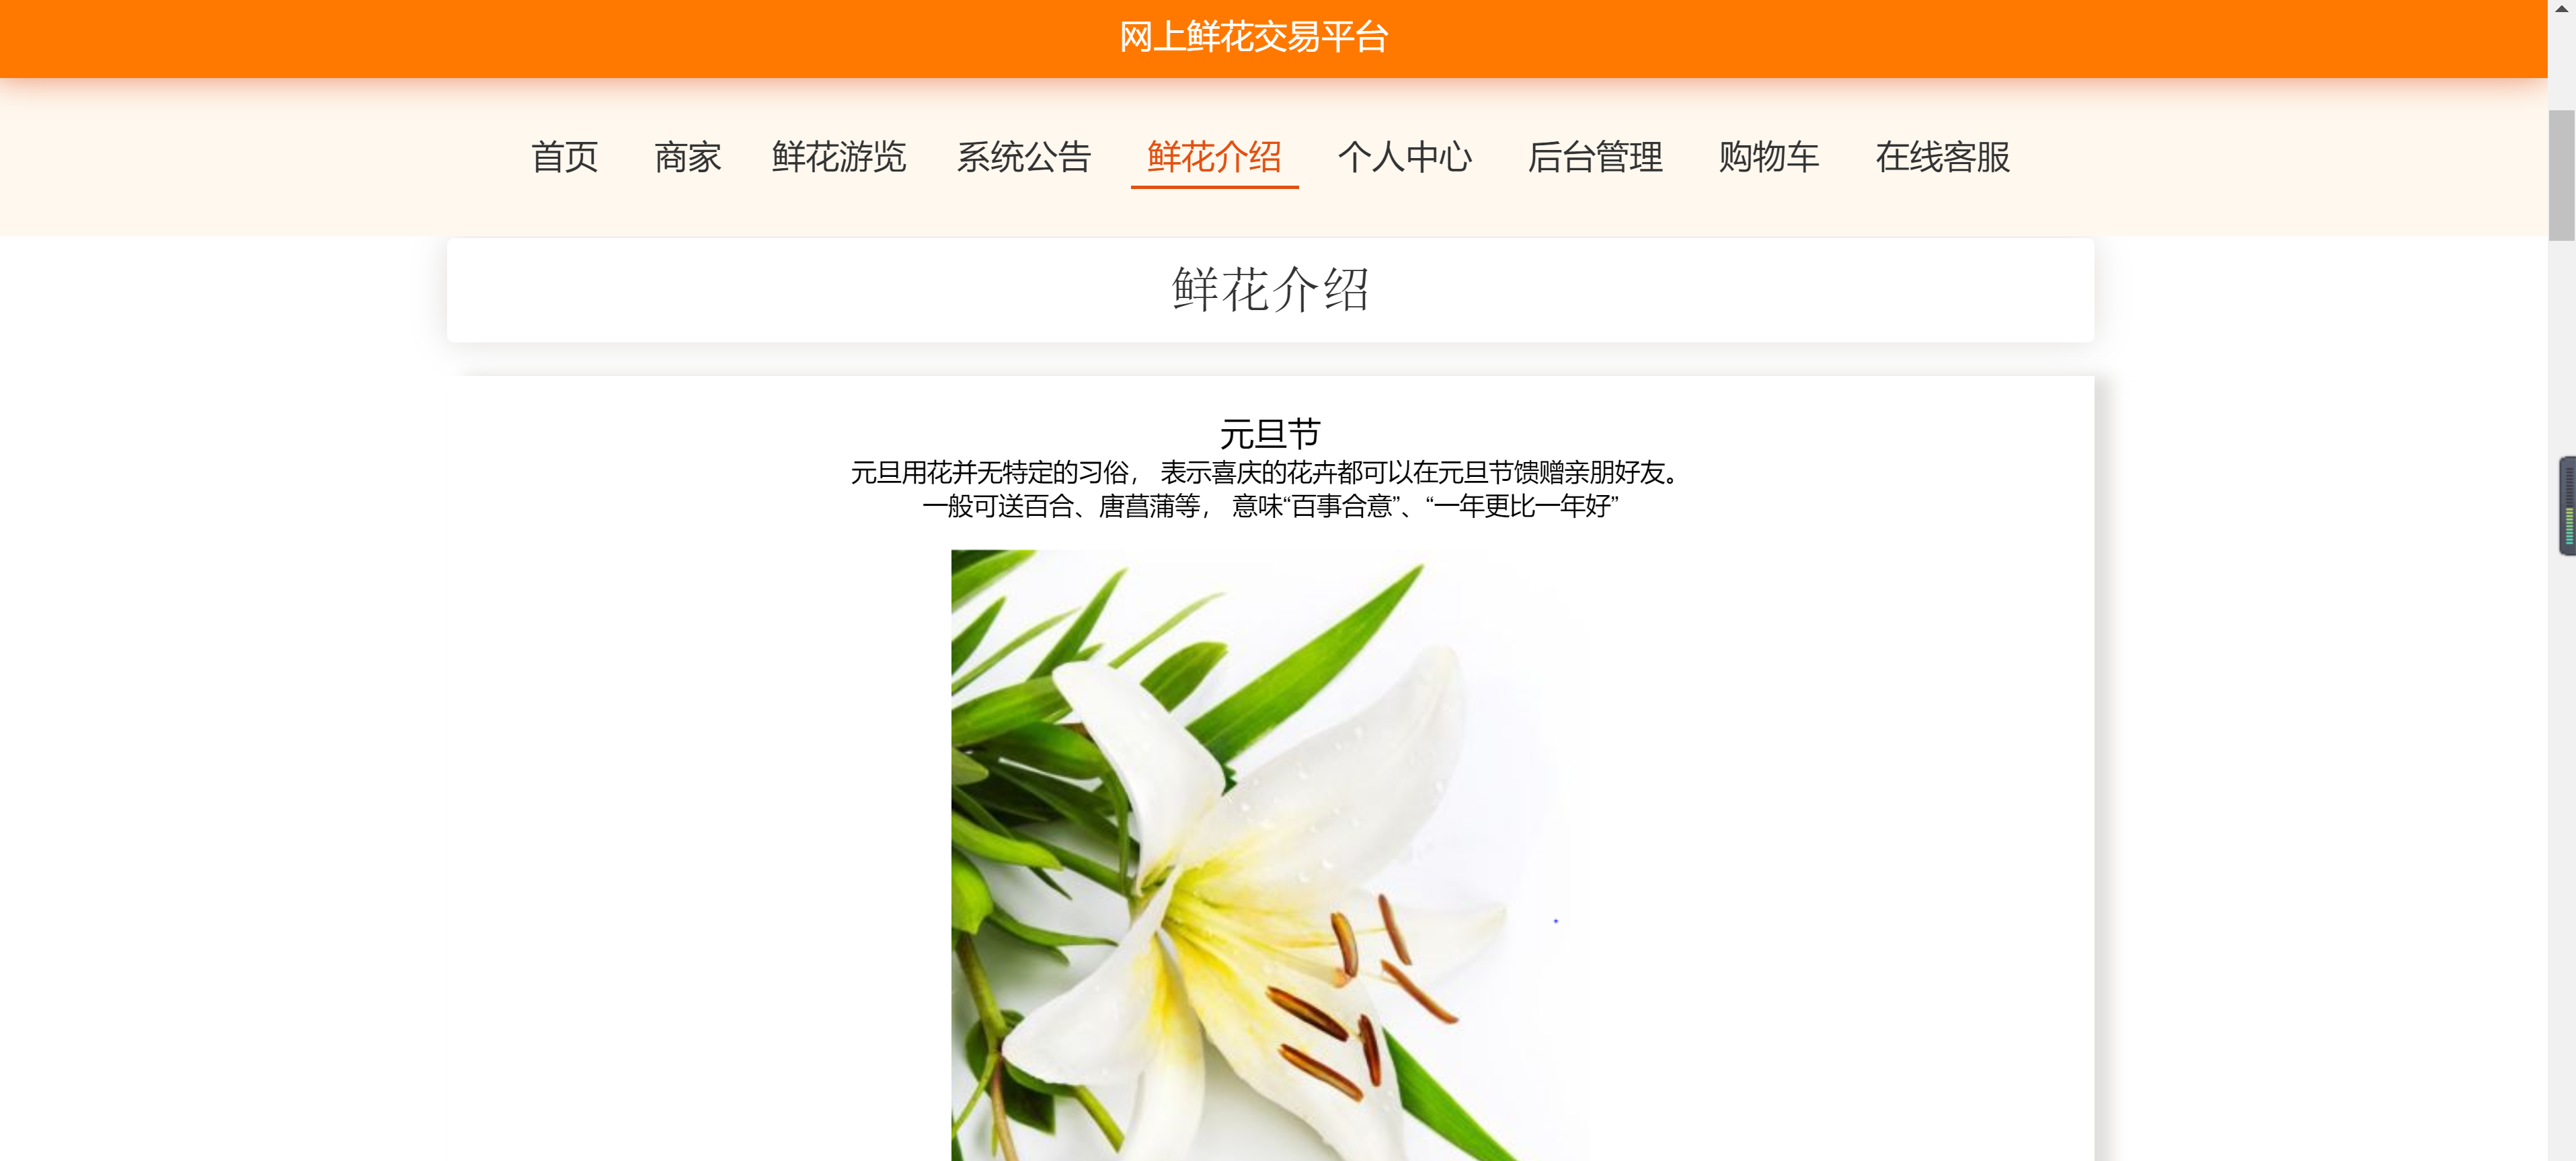 网上鲜花交易平台
首页 商家 鲜花游览 系统公告 鲜花介绍 个人中心 后台管理 购物车 在线客服
鲜花介绍
元旦节
元旦用花并无特定的习俗， 表示喜庆的花卉都可以在元旦节馈赠亲朋好友。
一般可送百合、唐菖蒲等， 意味“百事合意”、“一年更比一年好”